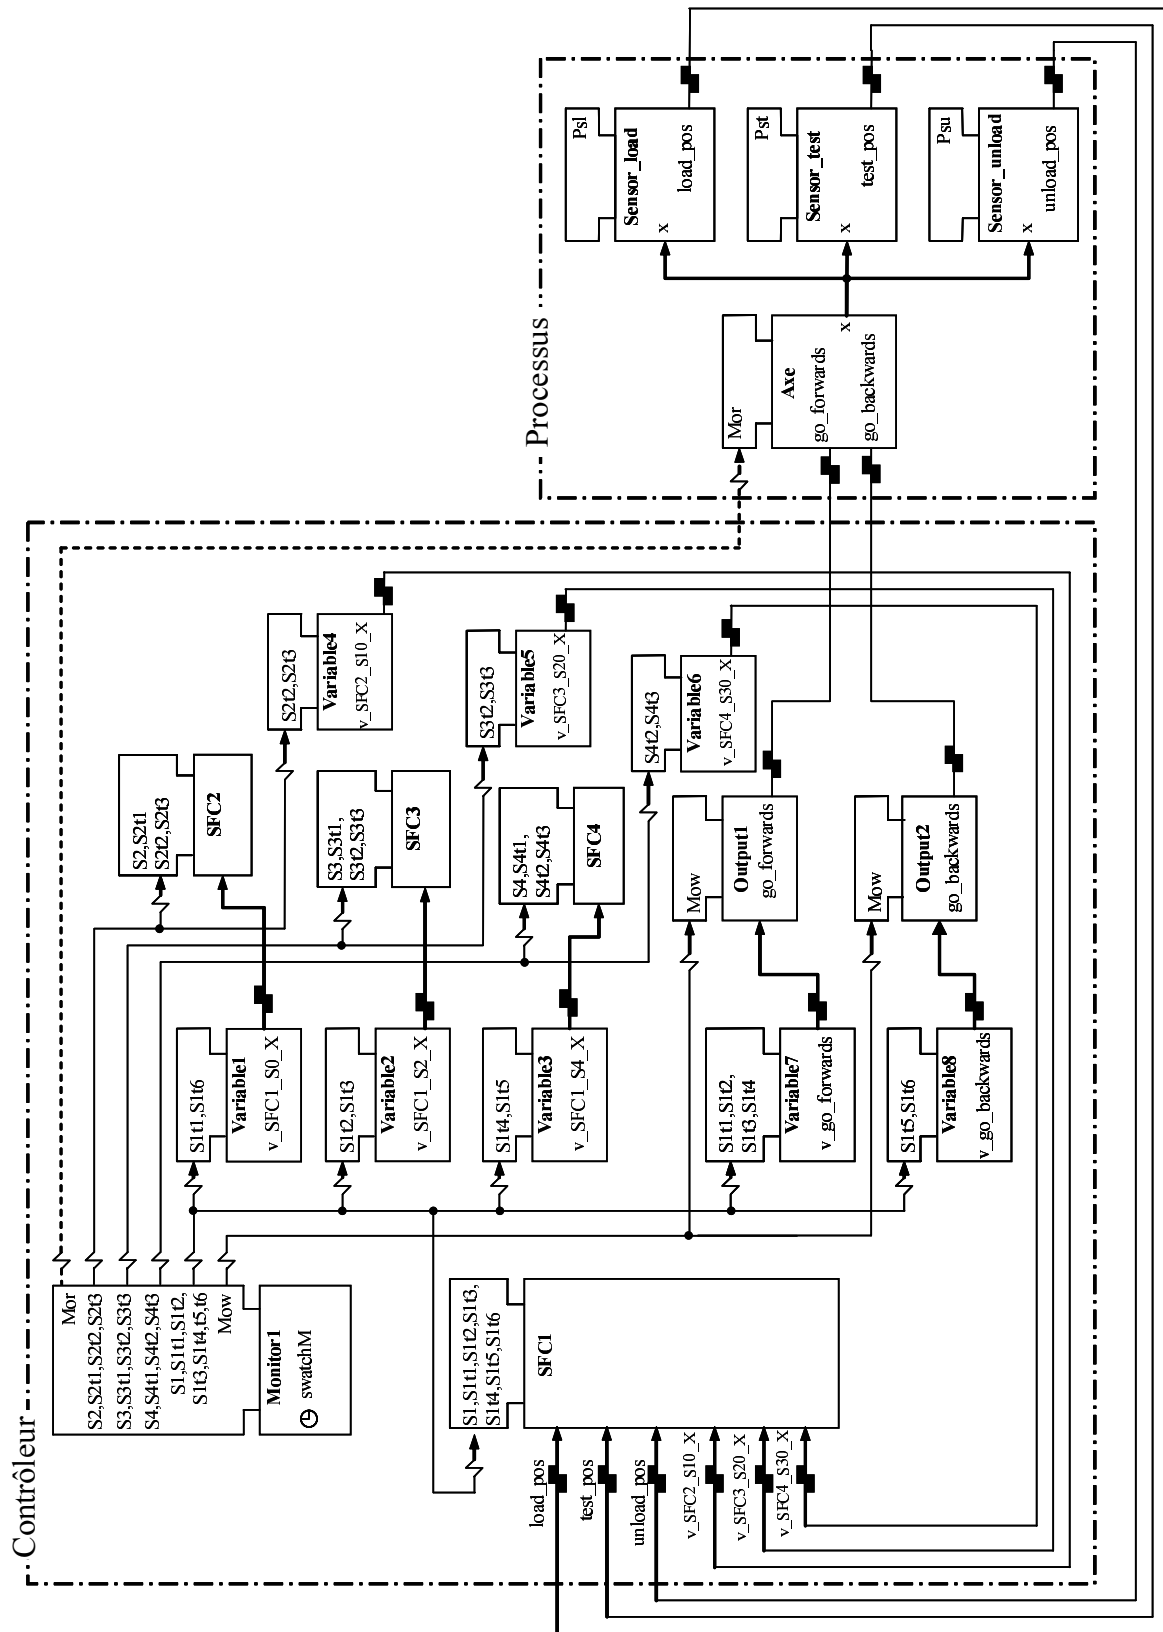 Contrôleur
Mor
S2,S2t1,S2t2,S2t3
S3,S3t1,S3t2,S3t3
S4,S4t1,S4t2,S4t3
S1,S1t1,S1t2,
S1t3,S1t4,t5,t6
Mow
Monitor1
swatchM
S1,S1t1,S1t2,S1t3,
S1t4,S1t5,S1t6
SFC1
load_pos
test_pos
unload_pos
v_SFC2_S10_X
v_SFC3_S20_X
v_SFC4_S30_X
S1t1,S1t6
Variable1
v_SFC1_S0_X
S1t2,S1t3
Variable2
v_SFC1_S2_X
S1t4,S1t5
Variable3
v_SFC1_S4_X
S1t1,S1t2,
S1t3,S1t4
Variable7
v_go_forwards
S1t5,S1t6
Variable8
v_go_backwards
S2,S2t1
S2t2,S2t3
SFC2
S3,S3t1,
S3t2,S3t3
SFC3
S4,S4t1,
S4t2,S4t3
SFC4
Mow
Output1
go_forwards
Mow
Output2
go_backwards
S2t2,S2t3
Variable4
v_SFC2_S10_X
S3t2,S3t3
Variable5
v_SFC3_S20_X
S4t2,S4t3
Variable6
v_SFC4_S30_X
Processus
Mor
Axe
go_forwards
x
go_backwards
Psl
Sensor_load
x
load_pos
Pst
Sensor_test
x
test_pos
Psu
Sensor_unload
x
unload_pos